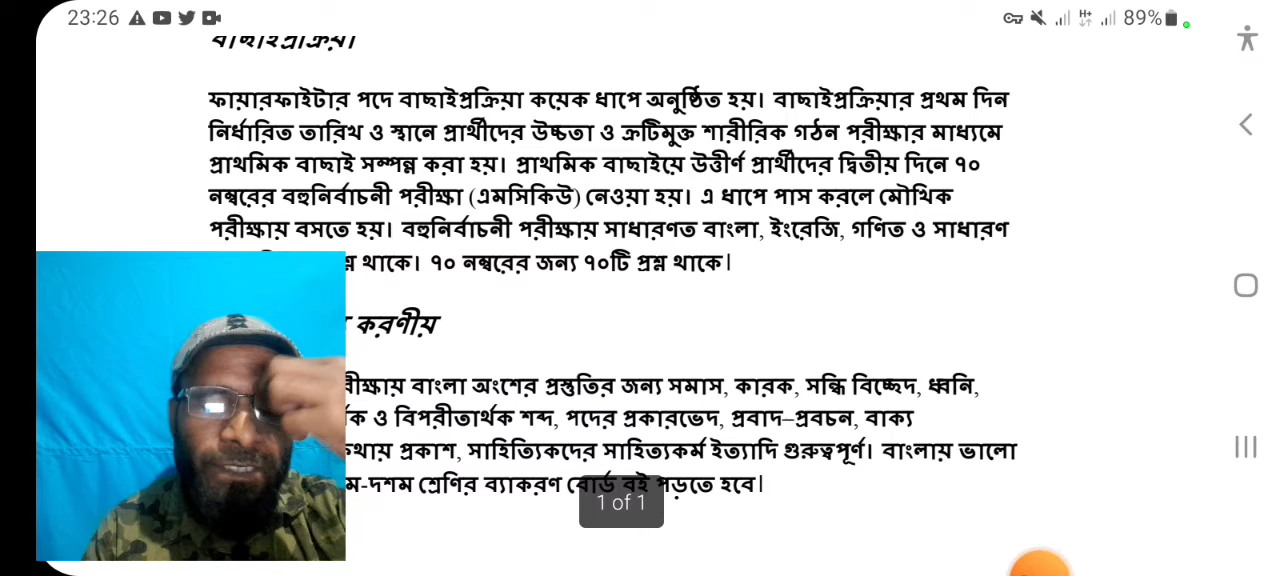 23:26
89%
বাছাইপ্রক্রিয়া
ফায়ারফাইটার পদে বাছাইপ্রক্রিয়া কয়েক ধাপে অনুষ্ঠিত হয়। বাছাইপ্রক্রিয়ার প্রথম দিন
নির্ধারিত তারিখ ও স্থানে প্রার্থীদের উচ্চতা ও ত্রুটিমুক্ত শারীরিক গঠন পরীক্ষার মাধ্যমে
প্রাথমিক বাছাই সম্পন্ন করা হয়। প্রাথমিক বাছাইয়ে উত্তীর্ণ প্রার্থীদের দ্বিতীয় দিনে ৭০
নম্বরের বহুনির্বাচনী পরীক্ষা (এমসিকিউ) নেওয়া হয়। এ ধাপে পাস করলে মৌখিক
পরীক্ষায় বসতে হয়। বহুনির্বাচনী পরীক্ষায় সাধারণত বাংলা, ইংরেজি, গণিত ও সাধারণ
থাকে। ৭০ নম্বরের জন্য ৭০টি প্রশ্ন থাকে।
করণীয়
বাংলা অংশের প্রস্তুতির জন্য সমাস, কারক, সন্ধি বিচ্ছেদ, ধ্বনি,
ও বিপরীতার্থক শব্দ, পদের প্রকারভেদ, প্রবাদ–প্রবচন, বাক্য
প্রকাশ, সাহিত্যিকদের সাহিত্যকর্ম ইত্যাদি গুরুত্বপূর্ণ। বাংলায় ভালো
দশম শ্রেণির ব্যাকরণ বোর্ড বই পড়তে হবে।
1 of 1